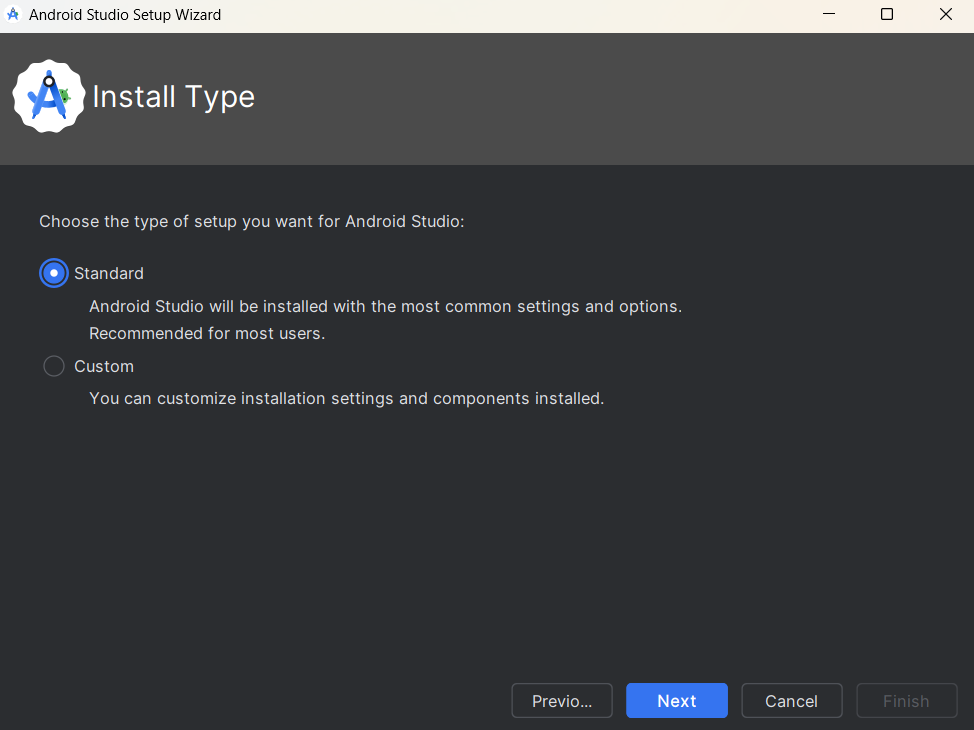 Android Studio Setup Wizard
Install Type
Choose the type of setup you want for Android Studio:
Standard
Android Studio will be installed with the most common settings and options.
Recommended for most users.
Custom
You can customize installation settings and components installed.
Previo... Next Cancel Finish